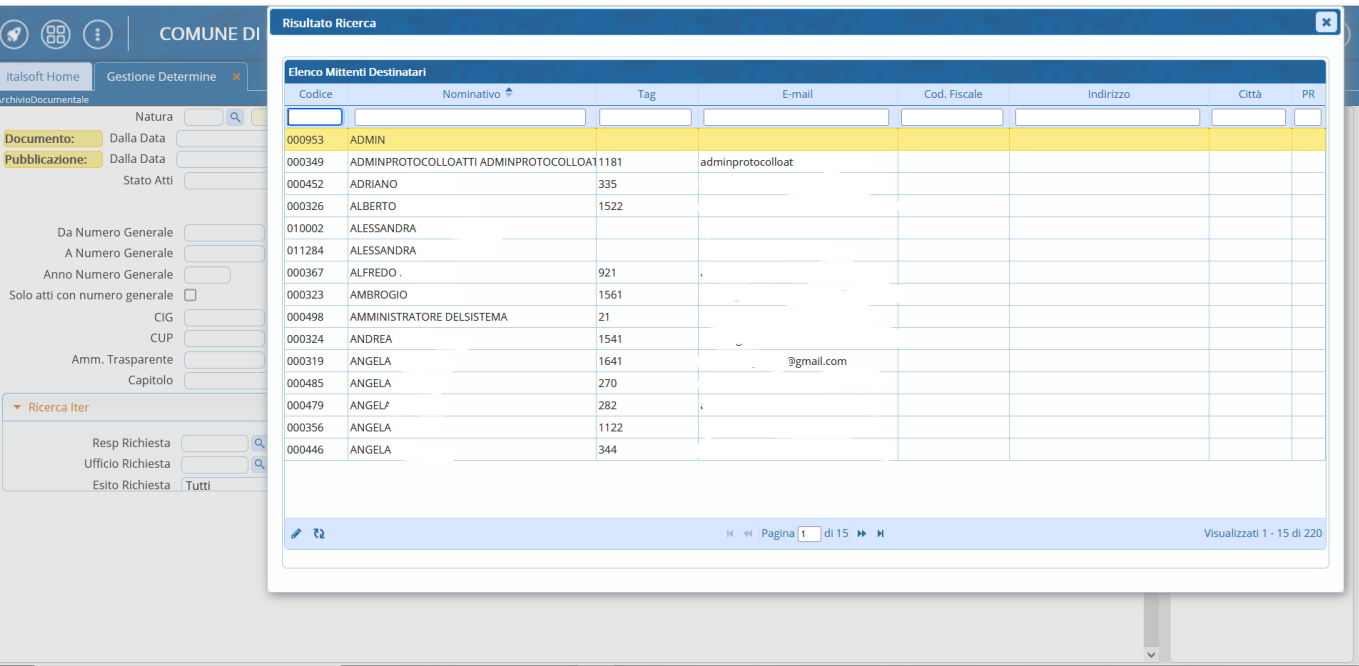 COMUNE DI
italsoft Home Gestione Determine ×
rchivioDocumentale
Natura
Documento: Dalla Data
Pubblicazione: Dalla Data
Stato Atti
Da Numero Generale
A Numero Generale
Anno Numero Generale
Solo atti con numero generale
CIG
CUP
Amm. Trasparente
Capitolo
Ricerca Iter
Resp Richiesta
Ufficio Richiesta
Esito Richiesta Tutti
Risultato Ricerca
Elenco Mittenti Destinatari
Codice Nominativo Tag E-mail Cod. Fiscale Indirizzo Città PR
000953 ADMIN
000349 ADMINPROTOCOLLOATTI ADMINPROTOCOLLOAT 1181 adminprotocolloat
000452 ADRIANO 335
000326 ALBERTO 1522
010002 ALESSANDRA
011284 ALESSANDRA
000367 ALFREDO 921
000323 AMBROGIO 1561
000498 AMMINISTRATORE DELSISTEMA 21
000324 ANDREA 1541
000319 ANGELA 1641 @gmail.com
000485 ANGELA 270
000479 ANGELA 282
000356 ANGELA 1122
000446 ANGELA 344
Pagina 1 di 15
Visualizzati 1 - 15 di 220